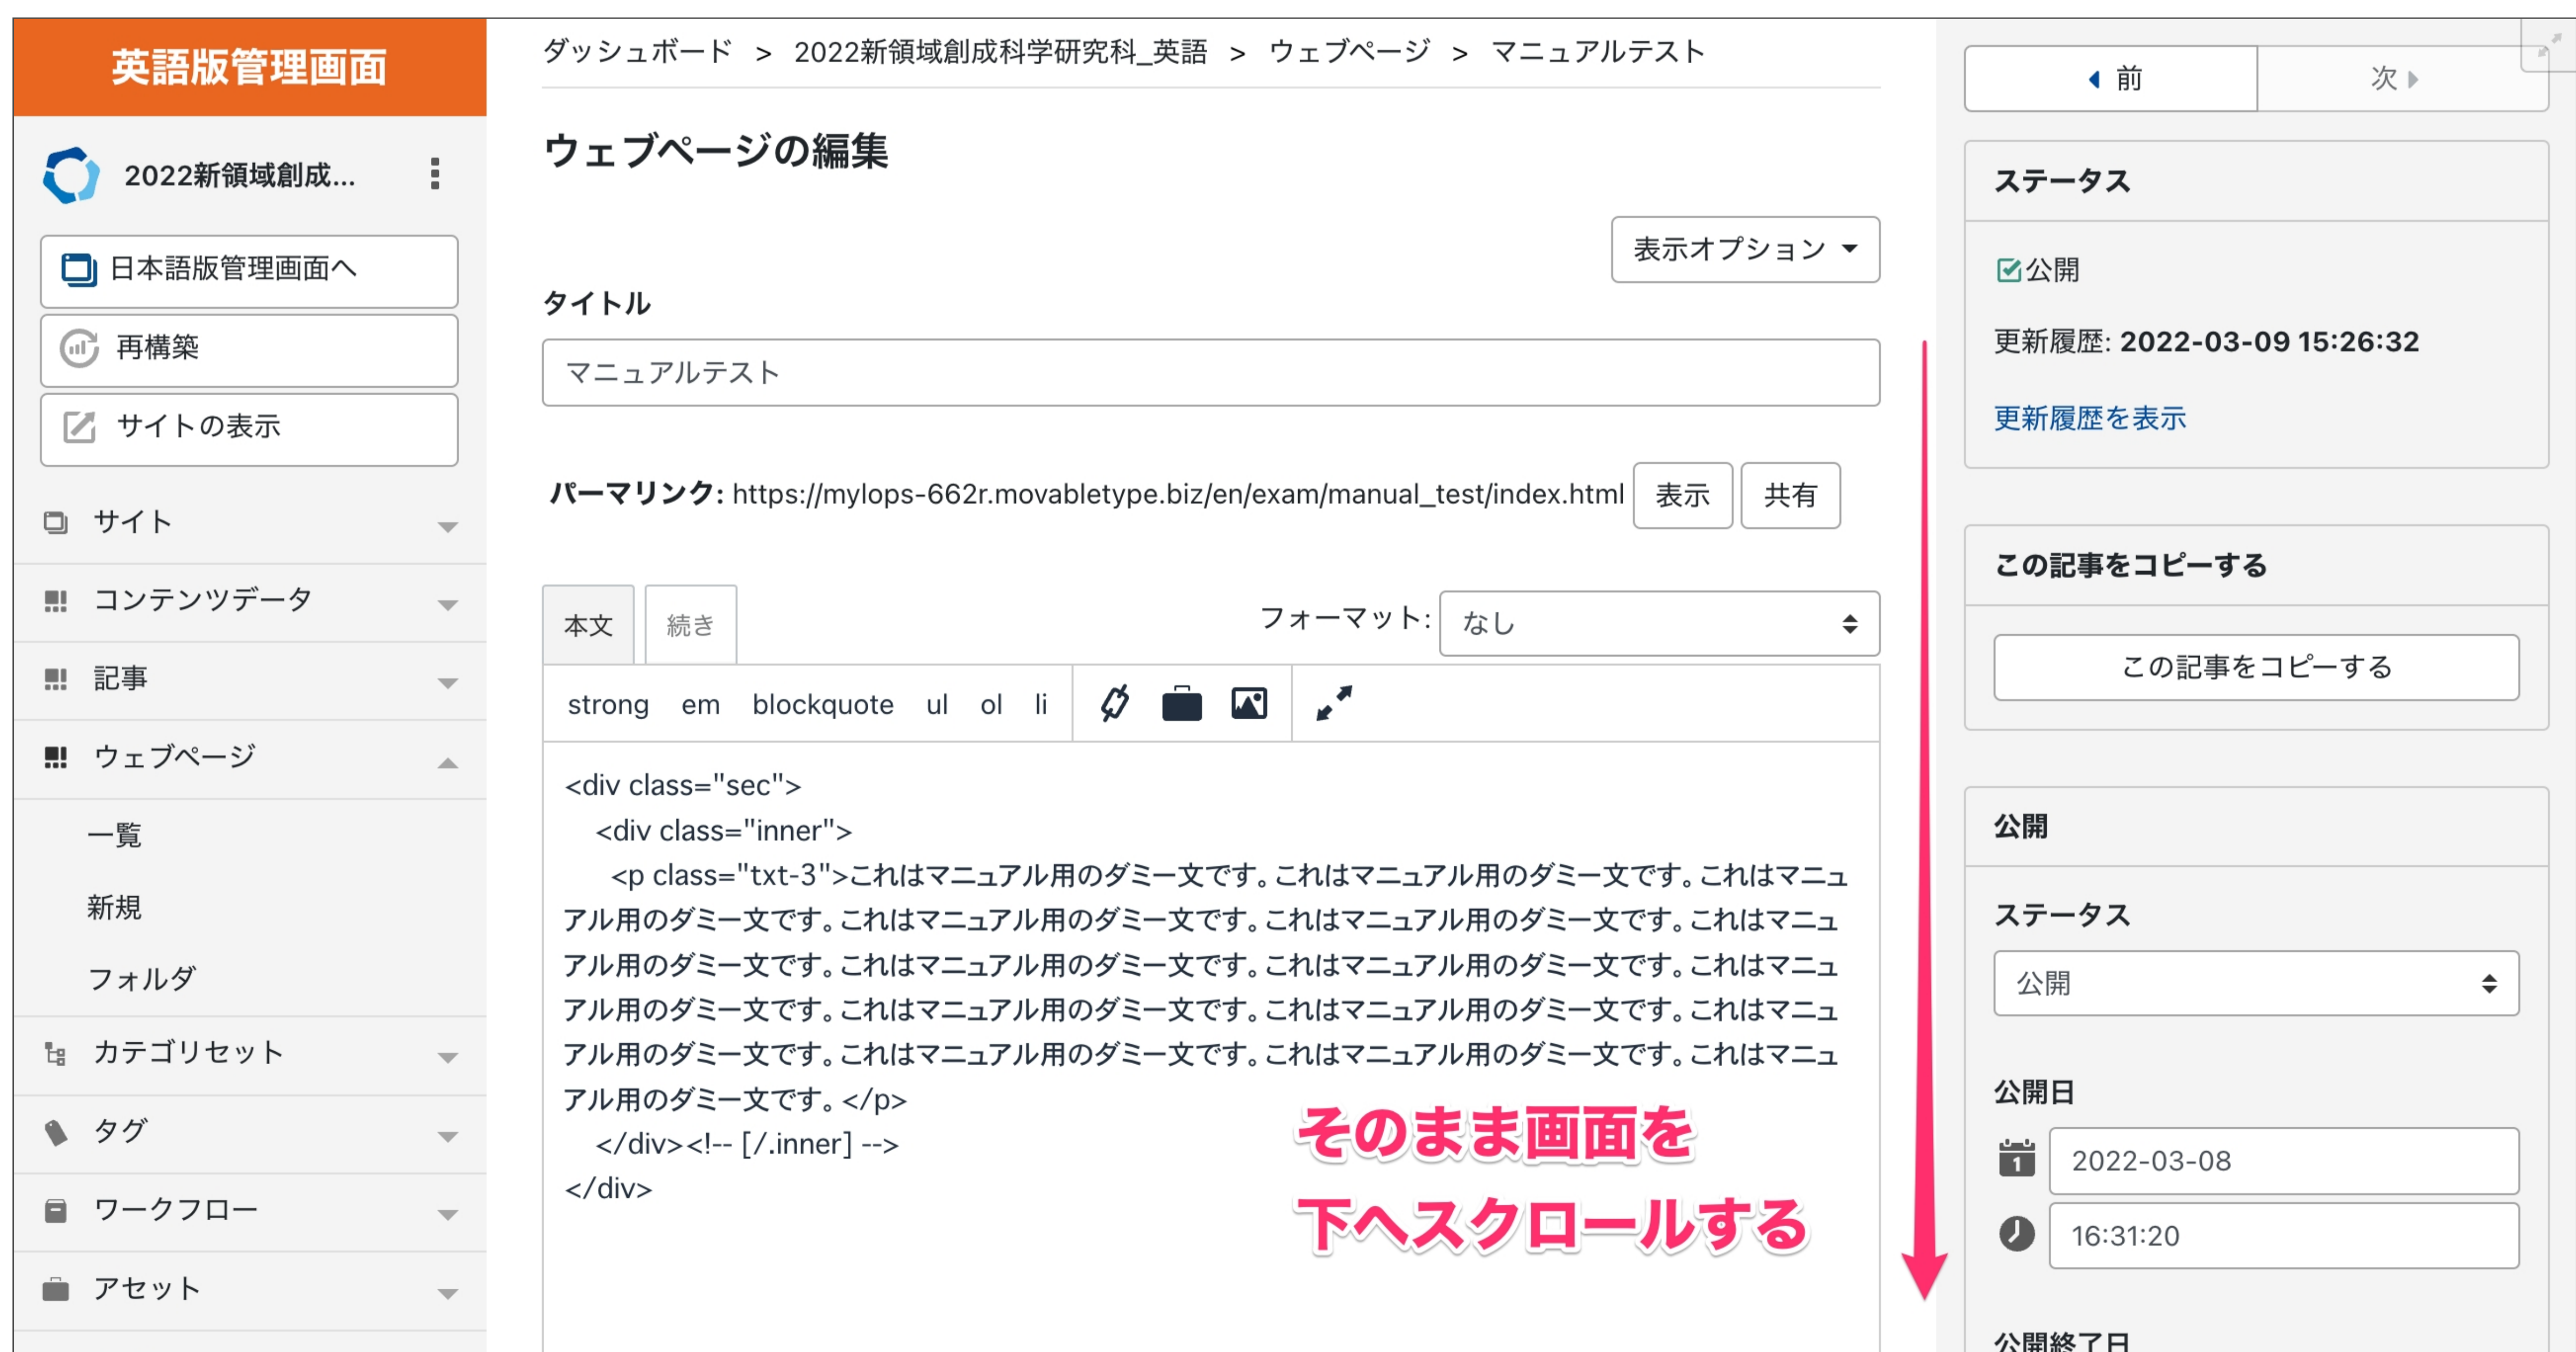 英語版管理画面
2022新領域創成...
日本語版管理画面へ
再構築
サイトの表示
サイト
コンテンツデータ
記事
ウェブページ
一覧
新規
フォルダ
カテゴリセット
タグ
ワークフロー
アセット
ダッシュボード > 2022新領域創成科学研究科_英語 > ウェブページ > マニュアルテスト
ウェブページの編集
表示オプション
タイトル
マニュアルテスト
パーマリンク: https://mylops-662r.movabletype.biz/en/exam/manual_test/index.html 表示 共有
本文 続き フォーマット: なし
strong em blockquote ul ol li
<div class="sec">
<div class="inner">
<p class="txt-3">これはマニュアル用のダミー文です。これはマニュアル用のダミー文です。これはマニュ
アル用のダミー文です。これはマニュアル用のダミー文です。これはマニュアル用のダミー文です。これはマニュ
アル用のダミー文です。これはマニュアル用のダミー文です。これはマニュアル用のダミー文です。これはマニュ
アル用のダミー文です。これはマニュアル用のダミー文です。これはマニュアル用のダミー文です。これはマニュ
アル用のダミー文です。これはマニュアル用のダミー文です。これはマニュアル用のダミー文です。これはマニュ
アル用のダミー文です。</p>
</div><!-- [/.inner] -->
</div>
そのまま画面を
下へスクロールする
前 次
ステータス
公開
更新履歴: 2022-03-09 15:26:32
更新履歴を表示
この記事をコピーする
この記事をコピーする
公開
ステータス
公開
公開日
1 2022-03-08
16:31:20
公開終了日